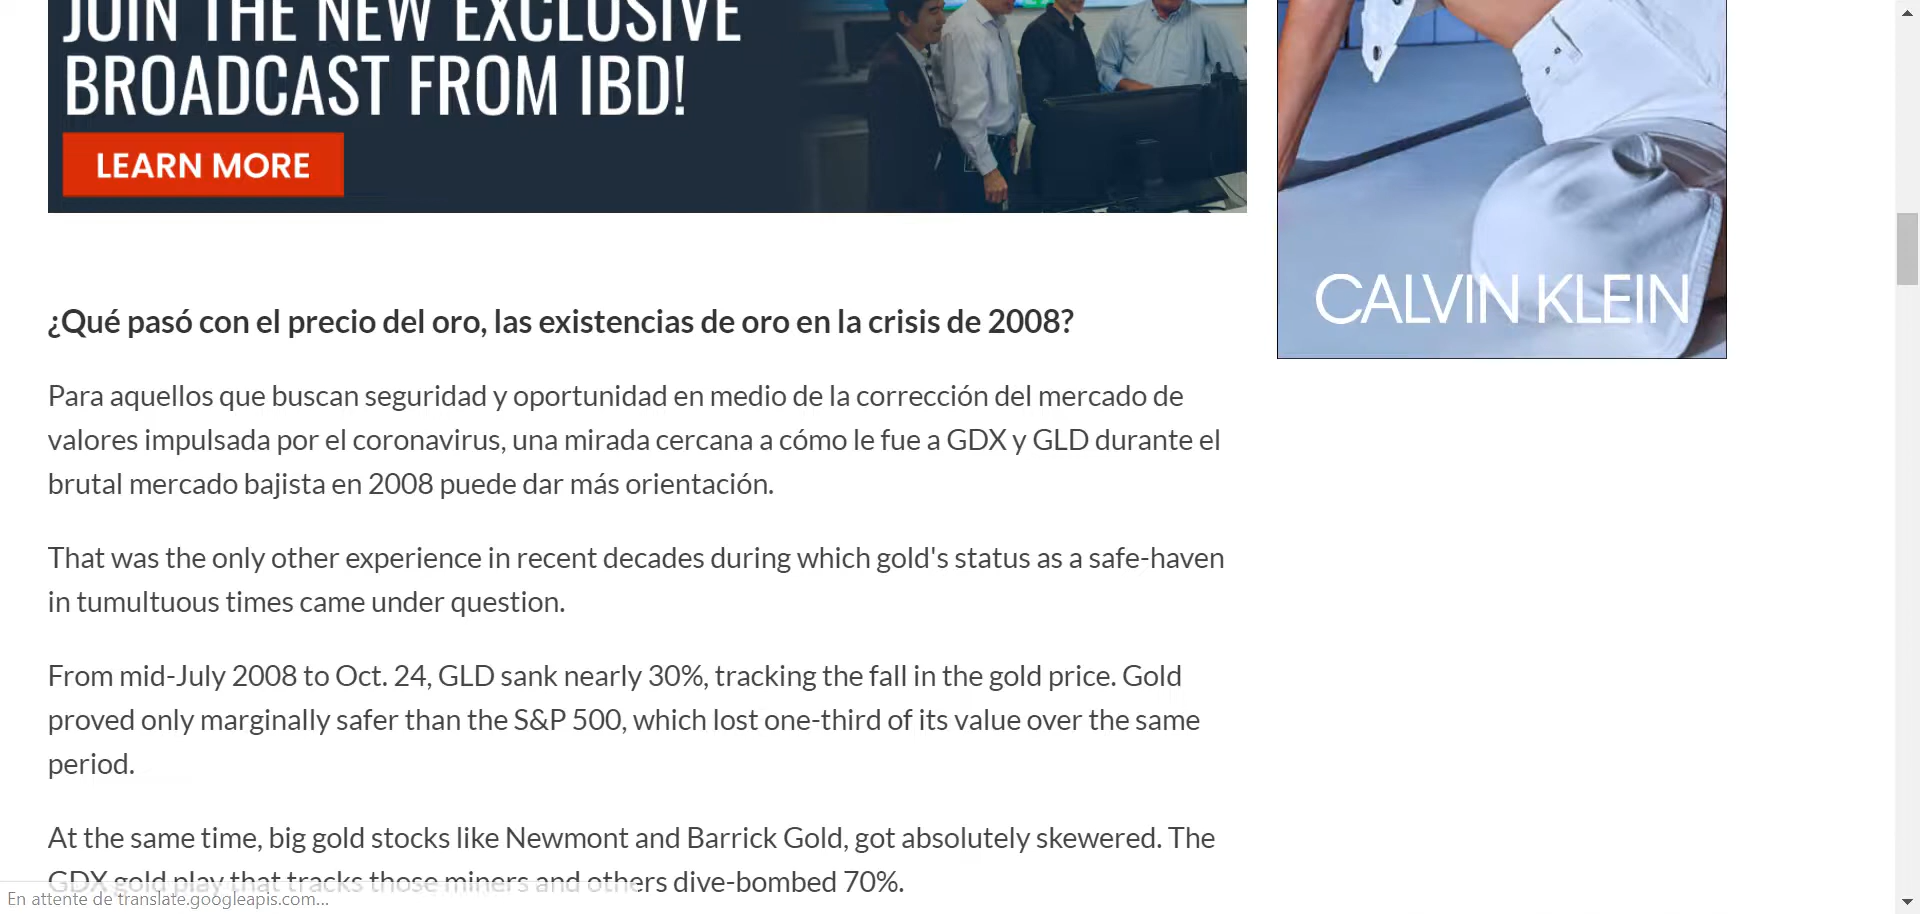 JOIN THE NEW EXCLUSIVE
BROADCAST FROM IBD!
LEARN MORE
CALVIN KLEIN
¿Qué pasó con el precio del oro, las existencias de oro en la crisis de 2008?
Para aquellos que buscan seguridad y oportunidad en medio de la corrección del mercado de
valores impulsada por el coronavirus, una mirada cercana a cómo le fue a GDX y GLD durante el
brutal mercado bajista en 2008 puede dar más orientación.
That was the only other experience in recent decades during which gold's status as a safe-haven
in tumultuous times came under question.
From mid-July 2008 to Oct. 24, GLD sank nearly 30%, tracking the fall in the gold price. Gold
proved only marginally safer than the S&P 500, which lost one-third of its value over the same
period.
At the same time, big gold stocks like Newmont and Barrick Gold, got absolutely skewered. The
GDX gold play that tracks those miners and others dive-bombed 70%.
En attente de translate.googleapis.com...